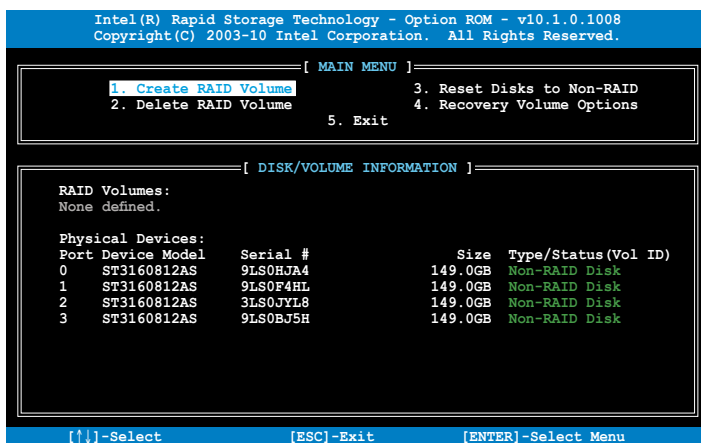 Intel(R) Rapid Storage Technology - Option ROM - v10.1.0.1008
Copyright(C) 2003-10 Intel Corporation. All Rights Reserved.
[ MAIN MENU ]
1. Create RAID Volume 3. Reset Disks to Non-RAID
2. Delete RAID Volume 4. Recovery Volume Options
5. Exit
[ DISK/VOLUME INFORMATION ]
RAID Volumes:
None defined.
Physical Devices:
Port Device Model Serial # Size Type/Status(Vol ID)
0 ST3160812AS 9LS0HJA4 149.0GB Non-RAID Disk
1 ST3160812AS 9LS0F4HL 149.0GB Non-RAID Disk
2 ST3160812AS 3LS0JYL8 149.0GB Non-RAID Disk
3 ST3160812AS 9LS0BJ5H 149.0GB Non-RAID Disk
[↑↓]-Select [ESC]-Exit [ENTER]-Select Menu